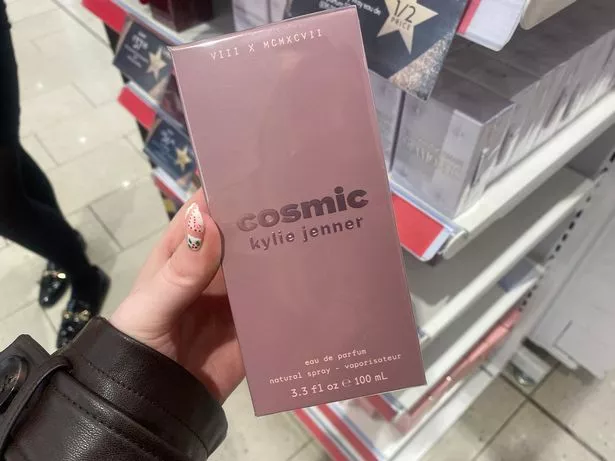 VIII X MCMXCVII
cosmic
kylie jenner
eau de parfum
natural spray - vaporisateur
3.3 fl oz e 100 mL
1/2
PRICE